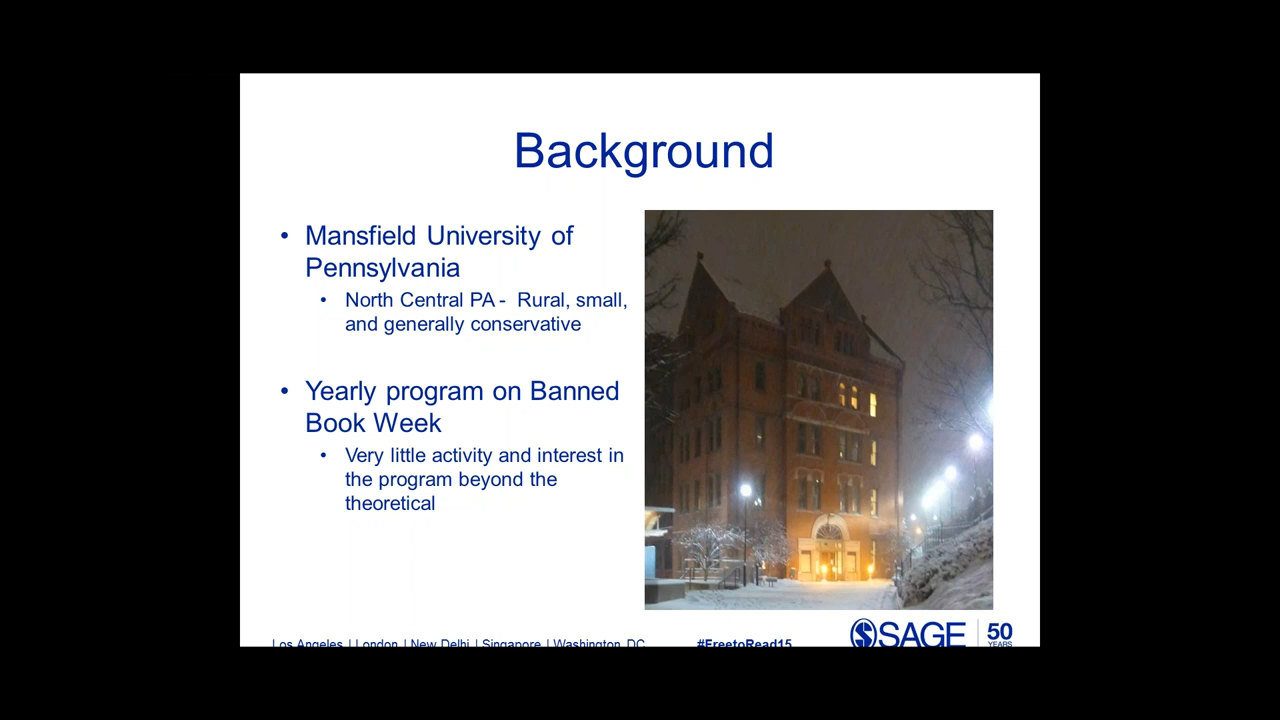 Background
• Mansfield University of
Pennsylvania
• North Central PA - Rural, small,
and generally conservative
• Yearly program on Banned
Book Week
• Very little activity and interest in
the program beyond the
theoretical
Los Angeles | London | New Delhi | Singapore | Washington DC
#FreetoRead15
SAGE
50
YEARS